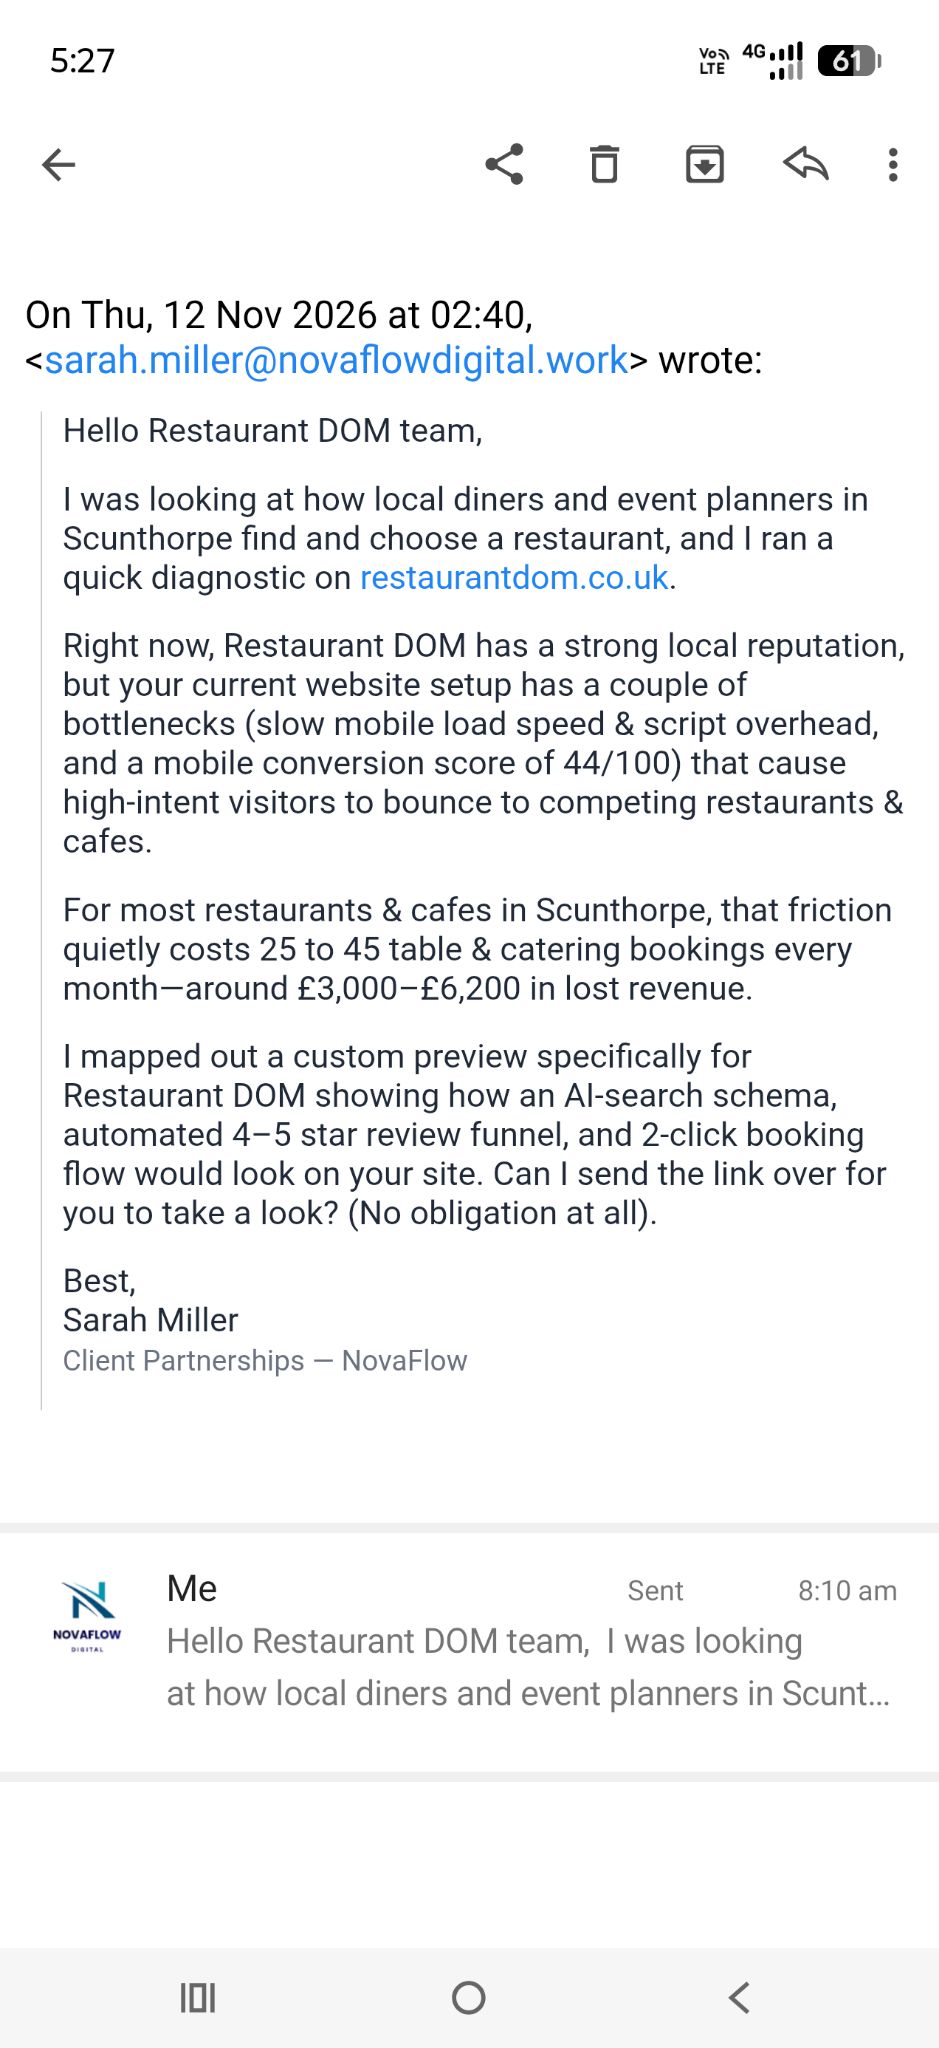 5:27
Vo
LTE
4G
61
On Thu, 12 Nov 2026 at 02:40,
<sarah.miller@novaflowdigital.work> wrote:
Hello Restaurant DOM team,
I was looking at how local diners and event planners in
Scunthorpe find and choose a restaurant, and I ran a
quick diagnostic on restaurantdom.co.uk.
Right now, Restaurant DOM has a strong local reputation,
but your current website setup has a couple of
bottlenecks (slow mobile load speed & script overhead,
and a mobile conversion score of 44/100) that cause
high-intent visitors to bounce to competing restaurants &
cafes.
For most restaurants & cafes in Scunthorpe, that friction
quietly costs 25 to 45 table & catering bookings every
month—around £3,000–£6,200 in lost revenue.
I mapped out a custom preview specifically for
Restaurant DOM showing how an AI-search schema,
automated 4–5 star review funnel, and 2-click booking
flow would look on your site. Can I send the link over for
you to take a look? (No obligation at all).
Best,
Sarah Miller
Client Partnerships — NovaFlow
NOVAFLOW
DIGITAL
Me Sent 8:10 am
Hello Restaurant DOM team,  I was looking
at how local diners and event planners in Scunt...